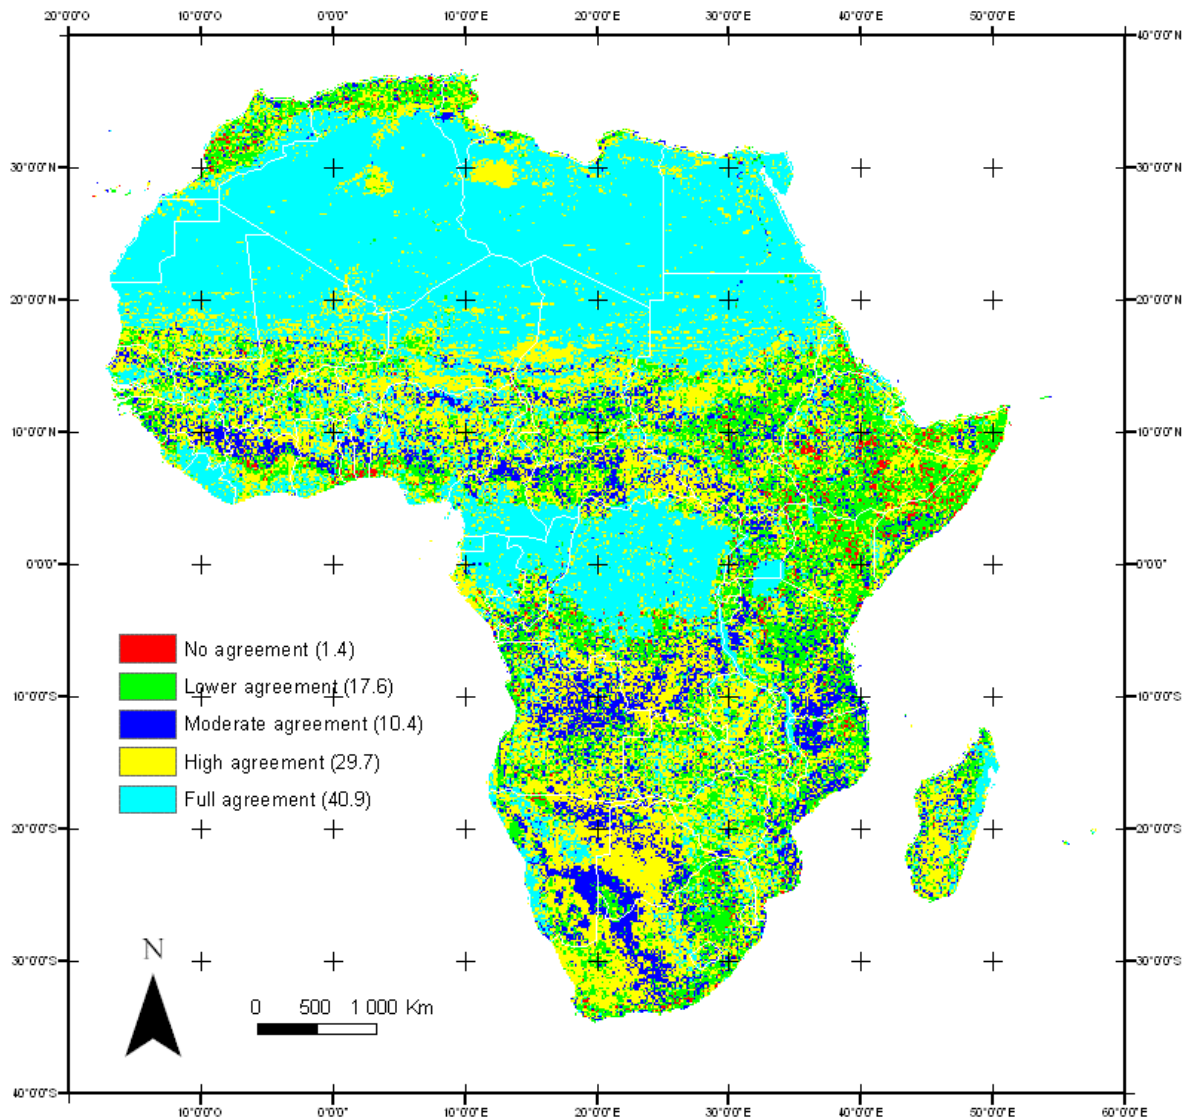 20°0'0"O 10°0'0"O 0°0'0" 10°0'0"E 20°0'0"E 30°0'0"E 40°0'0"E 50°0'0"E
40°0'0"N
30°0'0"N 30°0'0"N
20°0'0"N 20°0'0"N
10°0'0"N 10°0'0"N
0°0'0" 0°0'0"
No agreement (1.4)
Lower agreement (17.6)
10°0'0"S 10°0'0"S
Moderate agreement (10.4)
High agreement (29.7)
Full agreement (40.9)
20°0'0"S 20°0'0"S
N
30°0'0"S 30°0'0"S
0 500 1 000 Km
40°0'0"S 40°0'0"S
10°0'0"O 0°0'0" 10°0'0"E 20°0'0"E 30°0'0"E 40°0'0"E 50°0'0"E 60°0'0"E